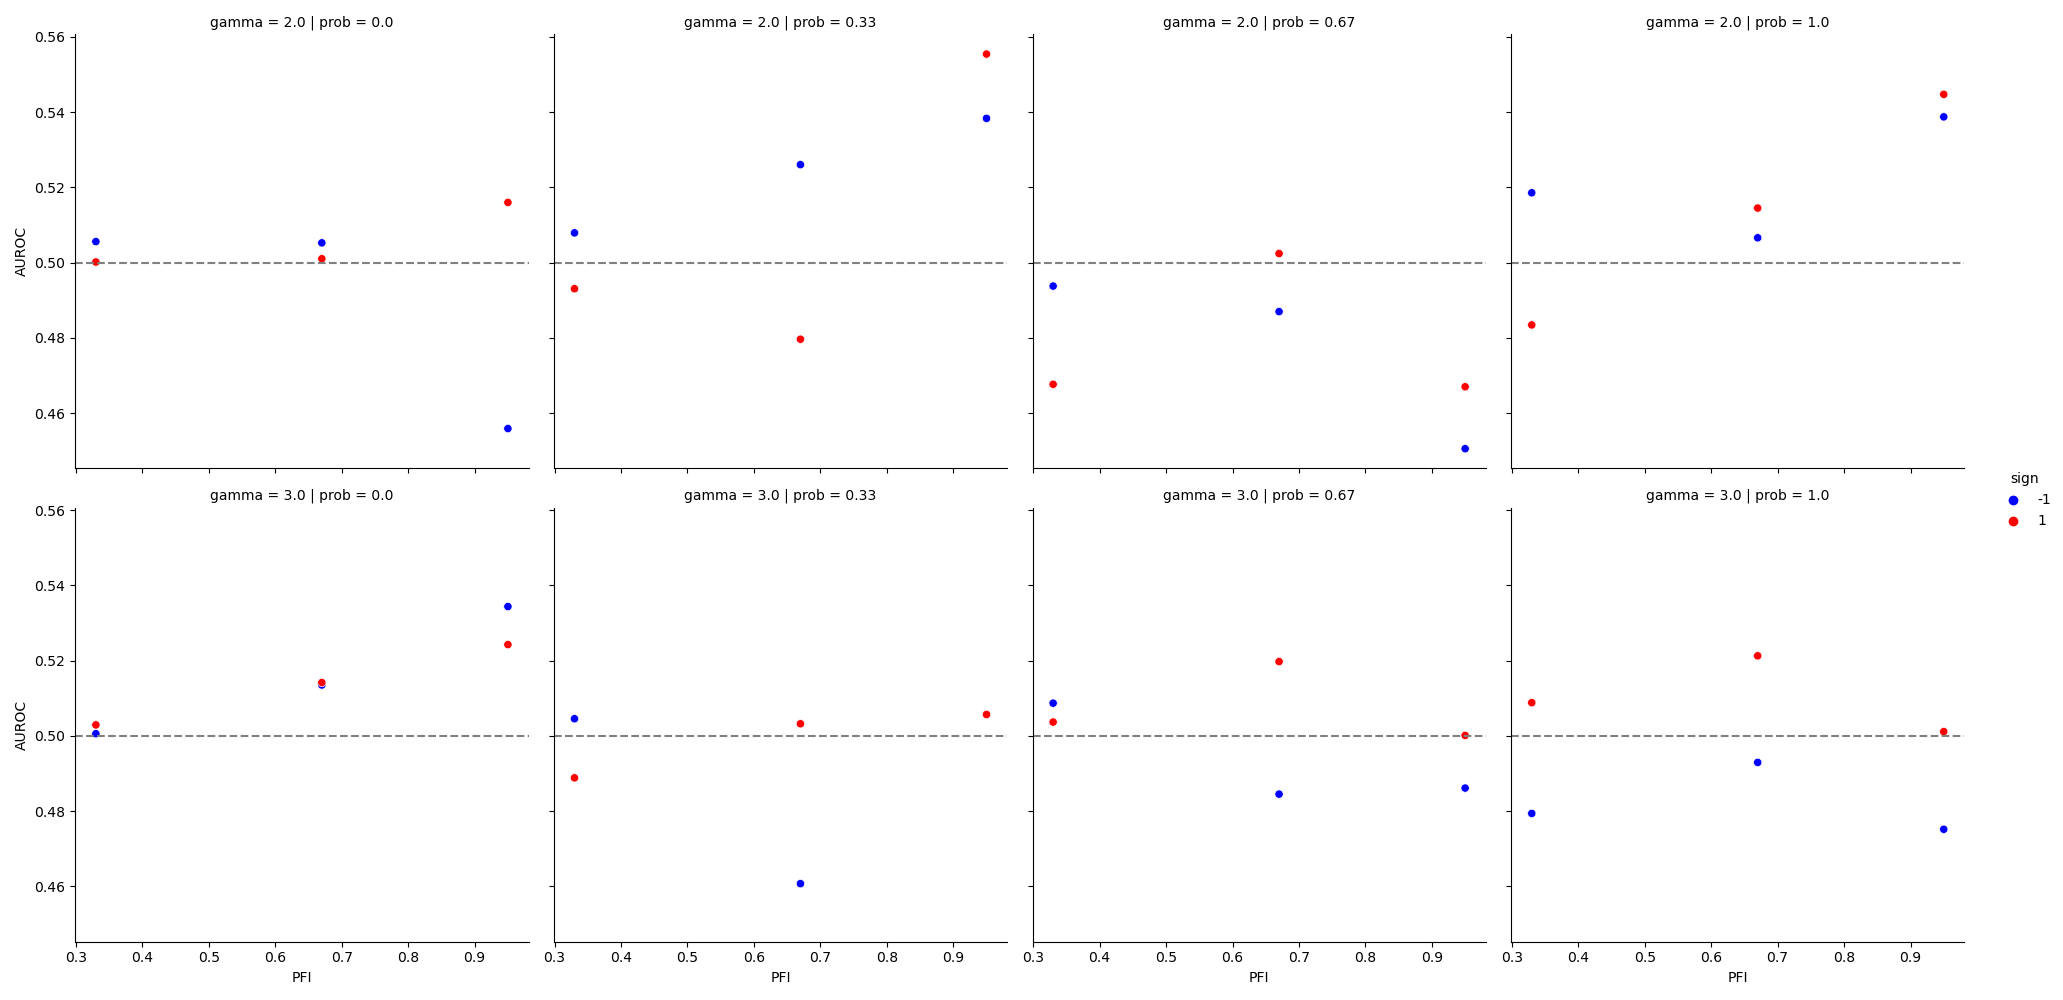 gamma = 2.0 | prob = 0.0
gamma = 2.0 | prob = 0.33
gamma = 2.0 | prob = 0.67
gamma = 2.0 | prob = 1.0
0.56
0.54
0.52
0.50
0.48
0.46
AUROC
gamma = 3.0 | prob = 0.0
gamma = 3.0 | prob = 0.33
gamma = 3.0 | prob = 0.67
gamma = 3.0 | prob = 1.0
0.56
0.54
0.52
0.50
0.48
0.46
AUROC
0.3 0.4 0.5 0.6 0.7 0.8 0.9
PFI
0.3 0.4 0.5 0.6 0.7 0.8 0.9
PFI
0.3 0.4 0.5 0.6 0.7 0.8 0.9
PFI
0.3 0.4 0.5 0.6 0.7 0.8 0.9
PFI
sign
-1
1